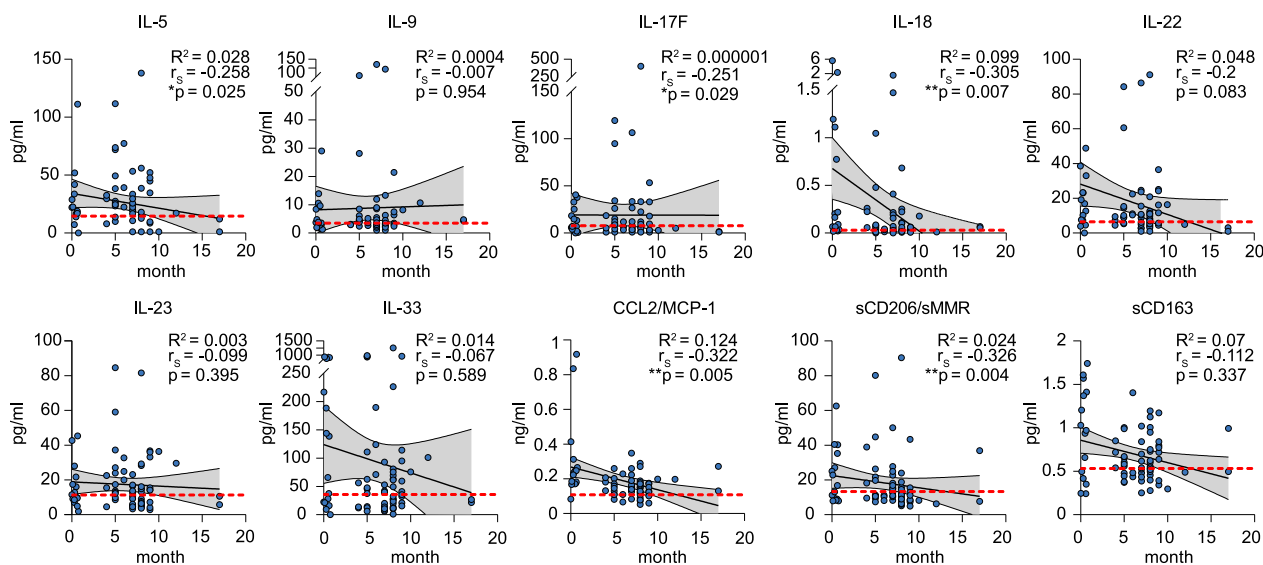 IL-5
IL-9
IL-17F
IL-18
IL-22
R² = 0.028
rS = -0.258
*p = 0.025
pg/ml
150
100
50
0
0 5 10 15 20
month
R² = 0.0004
rS = -0.007
p = 0.954
pg/ml
150
100
50
40
30
20
10
0
0 5 10 15 20
month
R² = 0.000001
rS = -0.251
*p = 0.029
pg/ml
500
250
150
100
50
0
0 5 10 15 20
month
R² = 0.099
rS = -0.305
**p = 0.007
pg/ml
6
4
2
1.5
1
0.5
0
0 5 10 15 20
month
R² = 0.048
rS = -0.2
p = 0.083
pg/ml
100
80
60
40
20
0
0 5 10 15 20
month
IL-23
IL-33
CCL2/MCP-1
sCD206/sMMR
sCD163
R² = 0.003
rS = -0.099
p = 0.395
pg/ml
100
80
60
40
20
0
0 5 10 15 20
month
R² = 0.014
rS = -0.067
p = 0.589
pg/ml
1500
1000
250
200
150
100
50
0
0 5 10 15 20
month
R² = 0.124
rS = -0.322
**p = 0.005
ng/ml
1
0.8
0.6
0.4
0.2
0
0 5 10 15 20
month
R² = 0.024
rS = -0.326
**p = 0.004
pg/ml
100
80
60
40
20
0
0 5 10 15 20
month
R² = 0.07
rS = -0.112
p = 0.337
pg/ml
2
1.5
1
0.5
0
0 5 10 15 20
month